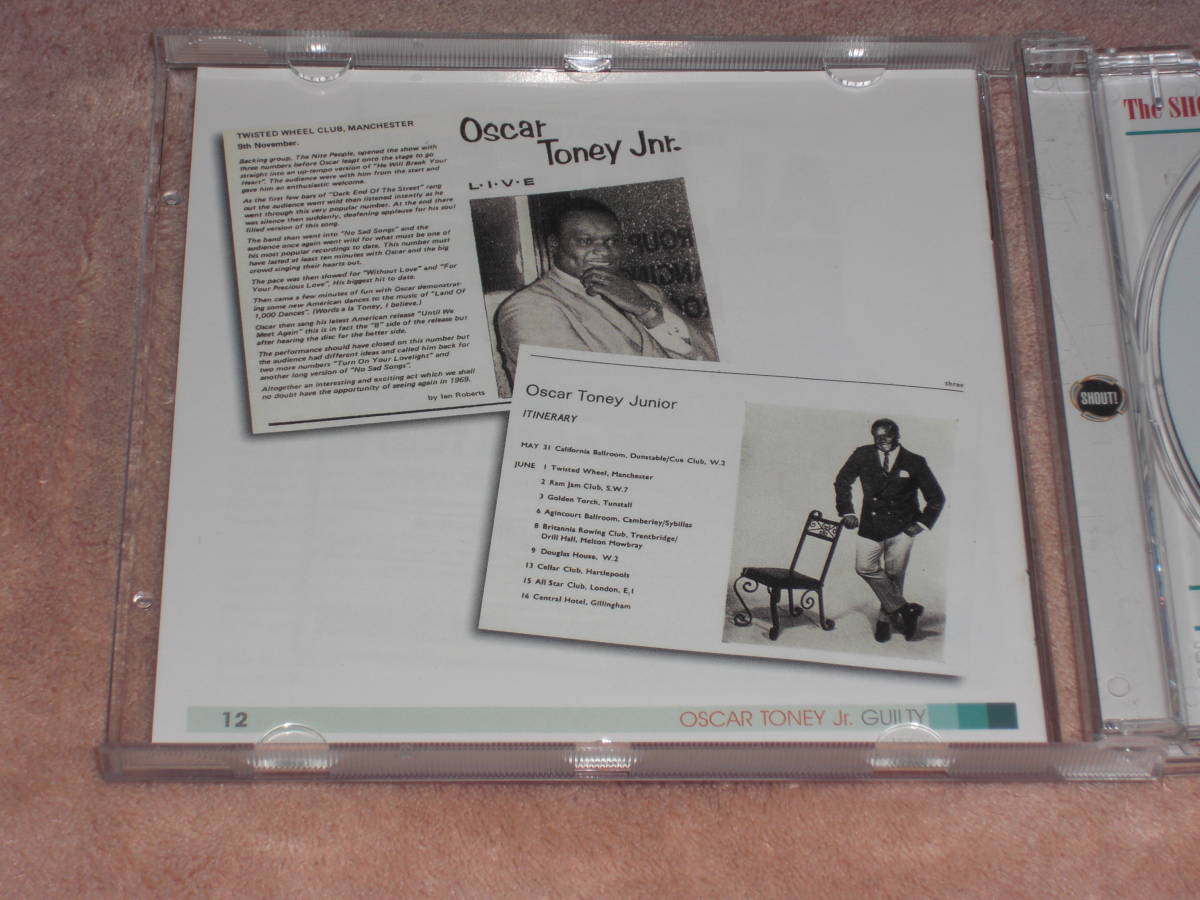 TWISTED WHEEL CLUB, MANCHESTER
9th November.
Backing group, The Nite People, opened the show with
three numbers before Oscar leapt onto the stage to go
straight into an up-tempo version of "He Will Break Your
Heart". The audience were with him from the start and
gave him an enthusiastic welcome.
As the first few bars of "Dark End Of The Street" rang
out the audience went wild then listened intently as he
went through this very popular number. At the end there
was silence then suddenly, deafening applause for his soul
filled version of this song.
The band then went into "No Sad Songs" and the
audience once again went wild for what must be one of
his most popular recordings to date. This number must
have lasted at least ten minutes with Oscar and the big
crowd singing their hearts out.
The pace was then slowed for "Without Love" and "For
Your Precious Love", His biggest hit to date.
Then came a few minutes of fun with Oscar demonstrat-
ing some new American dances to the music of "Land Of
1,000 Dances". (Words a la Toney, I believe.)
Oscar then sang his latest American release "Until We
Meet Again" this is in fact the "B" side of the release but
after hearing the disc far the better side.
The performance should have closed on this number but
the audience had different ideas and called him back for
two more numbers "Turn On Your Lovelight" and
another long version of "No Sad Songs".
Altogether an interesting and exciting act which we shall
no doubt have the opportunity of seeing again in 1969.
by Ian Roberts
Oscar
Toney Jnr.
L·I·V·E
three
Oscar Toney Junior
ITINERARY
MAY 31 California Ballroom, Dunstable/Cue Club, W.2
JUNE 1 Twisted Wheel, Manchester
2 Ram Jam Club, S.W.7
3 Golden Torch, Tunstall
6 Agincourt Ballroom, Camberley/Sybillas
8 Britannia Rowing Club, Trentbridge/
Drill Hall, Melton Mowbray
9 Douglas House, W.2
13 Cellar Club, Hartlepools
15 All Star Club, London, E.1
16 Central Hotel, Gillingham
12
OSCAR TONEY Jr. GUILTY
The SHO
SHOUT!